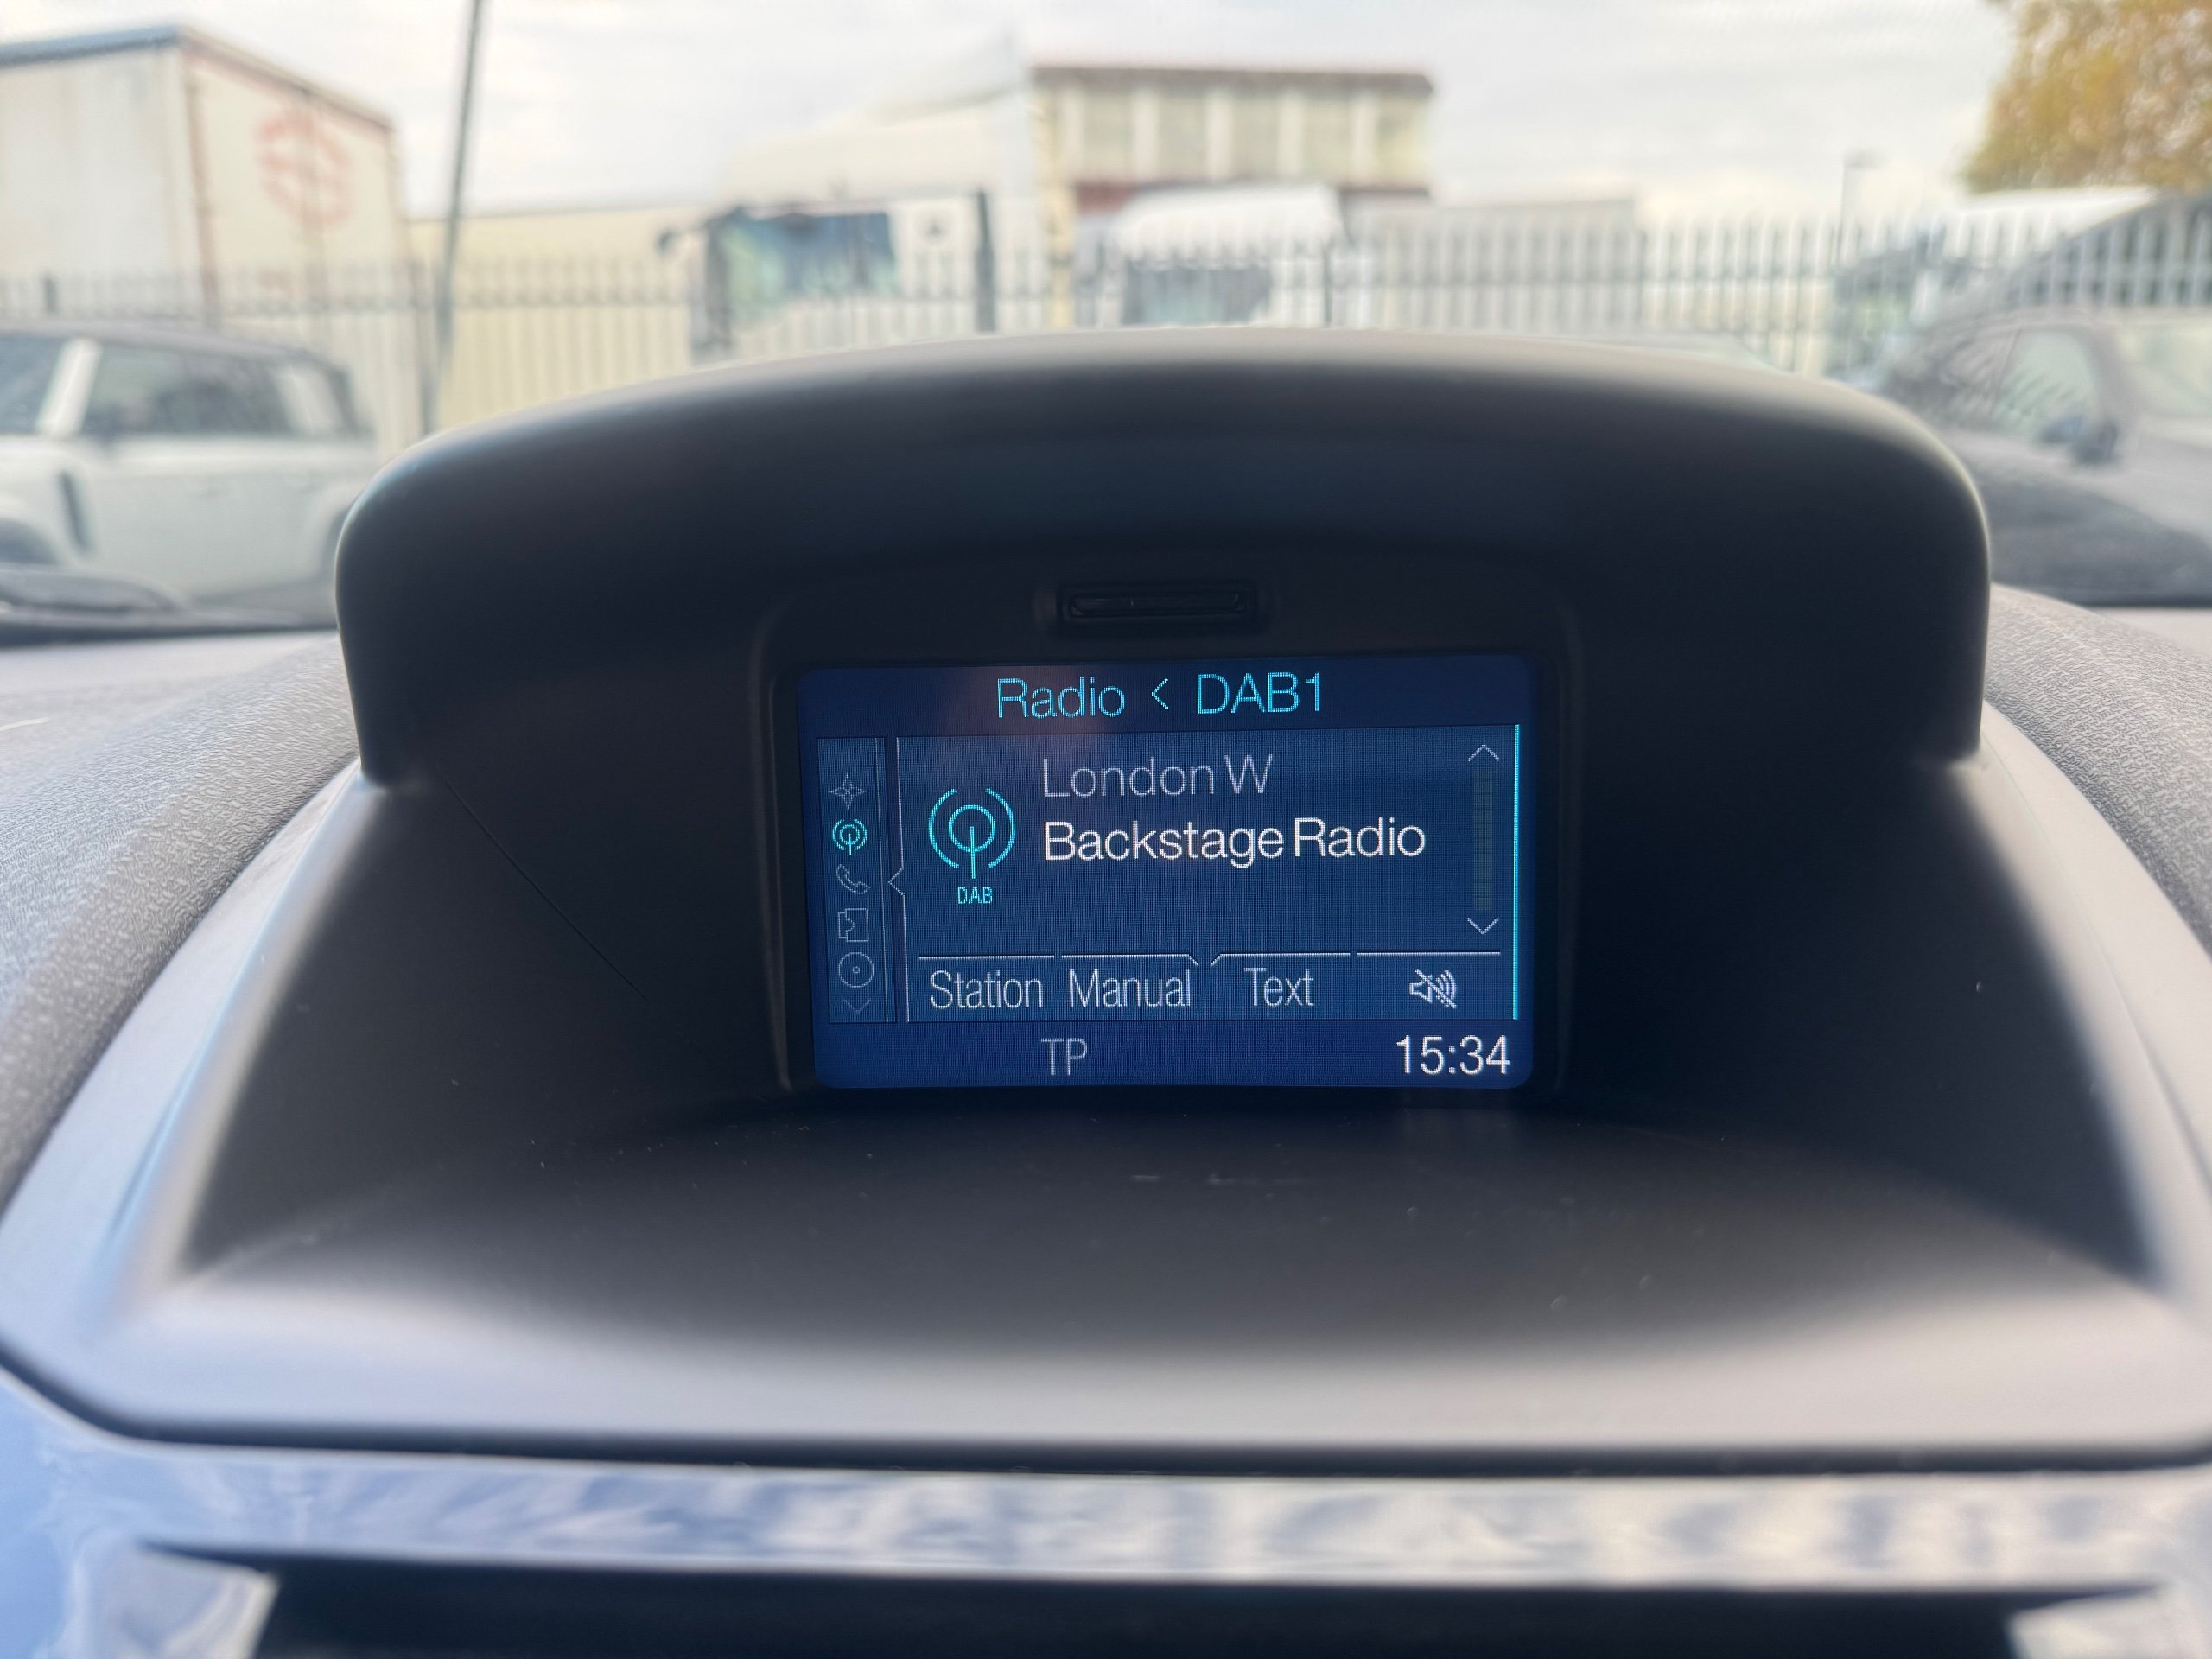 Radio < DAB1
London W
Backstage Radio
DAB
Station Manual Text
TP 15:34